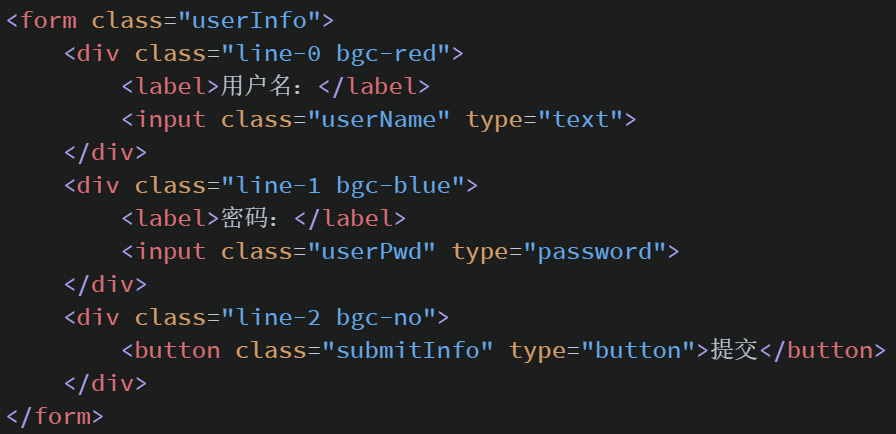 <form class="userInfo">
    <div class="line-0 bgc-red">
        <label>用户名：</label>
        <input class="userName" type="text">
    </div>
    <div class="line-1 bgc-blue">
        <label>密码：</label>
        <input class="userPwd" type="password">
    </div>
    <div class="line-2 bgc-no">
        <button class="submitInfo" type="button">提交</button>
    </div>
</form>